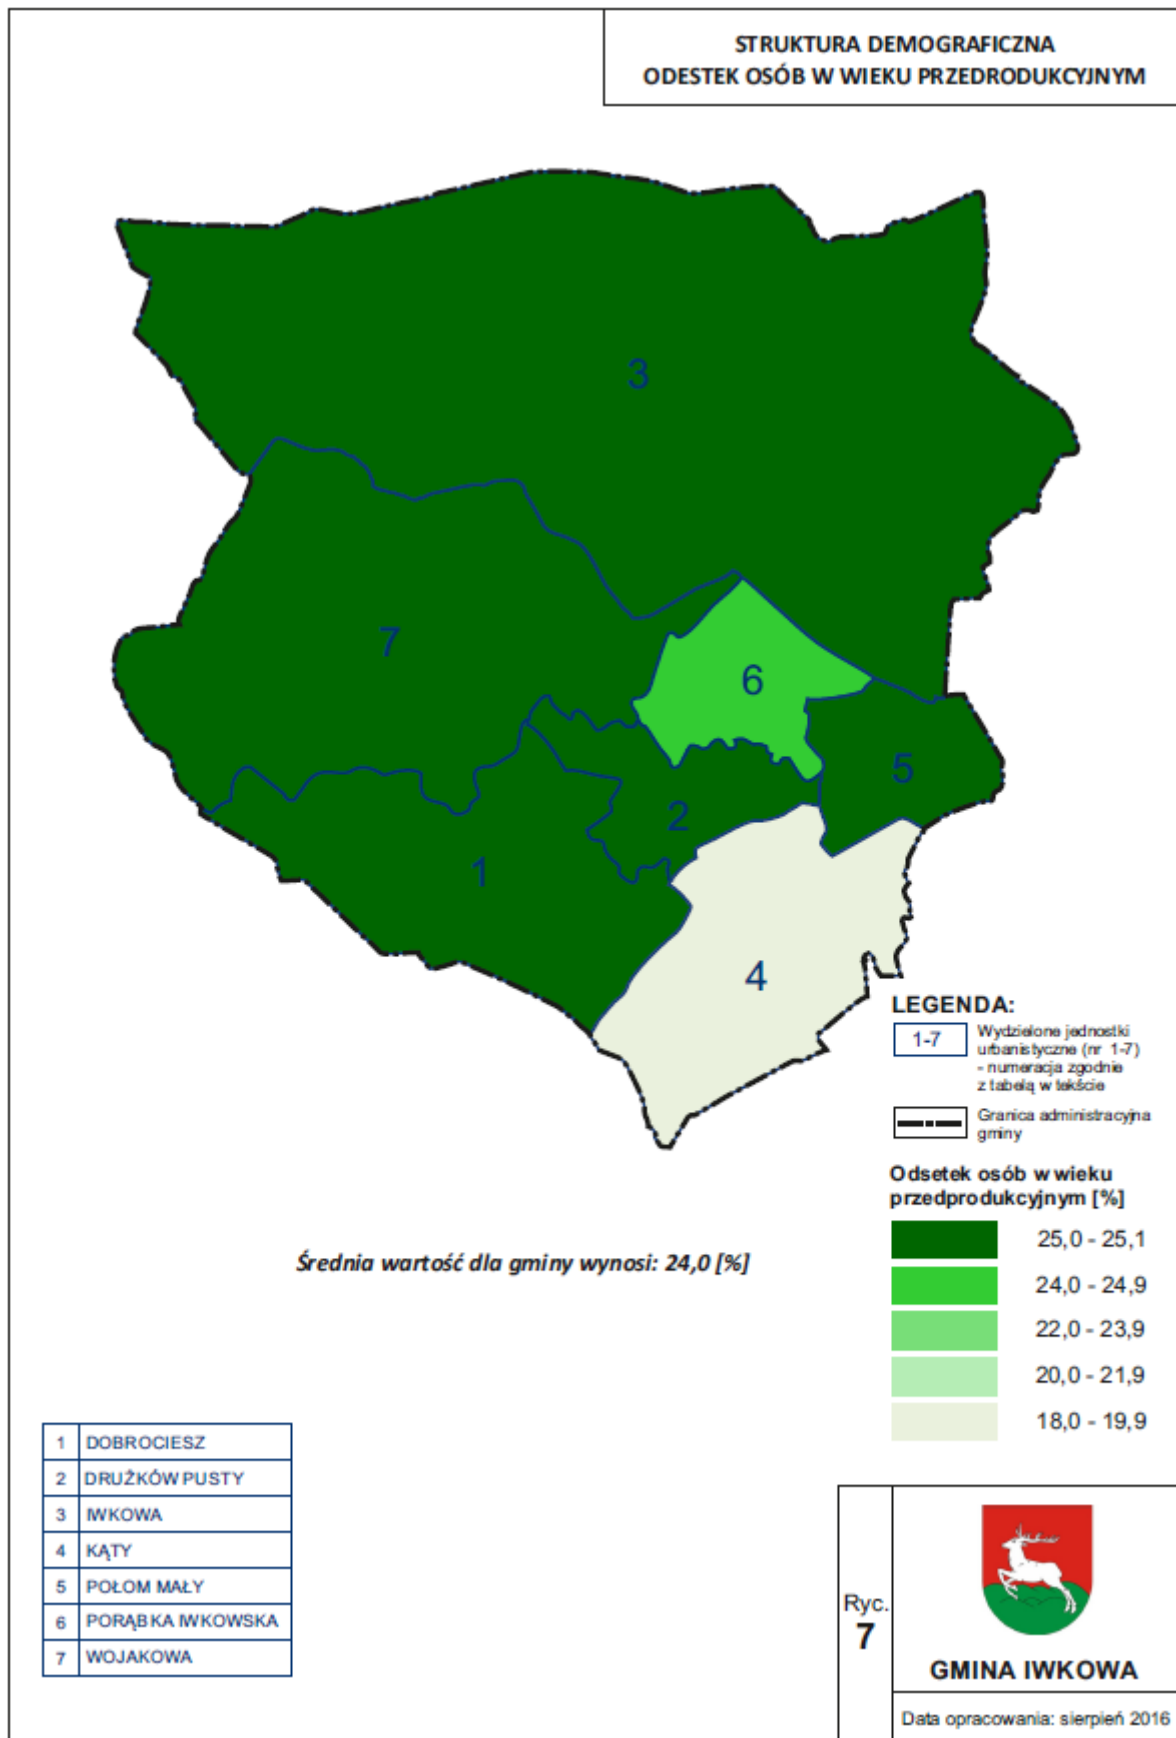 STRUKTURA DEMOGRAFICZNA
ODESTEK OSÓB W WIEKU PRZEDRODUKCYJNYM
3
7
6
5
2
1
4
LEGENDA:
1-7
Wydzielone jednostki
urbanistyczne (nr 1-7)
- numeracja zgodnie
z tabelą w tekście
Granica administracyjna
gminy
Odsetek osób w wieku
przedprodukcyjnym [%]
25,0 - 25,1
24,0 - 24,9
22,0 - 23,9
20,0 - 21,9
18,0 - 19,9
Średnia wartość dla gminy wynosi: 24,0 [%]
1 DOBROCIESZ
2 DRUŻKÓW PUSTY
3 IWKOWA
4 KĄTY
5 POŁOM MAŁY
6 PORĄBKA IWKOWSKA
7 WOJAKOWA
Ryc.
7
GMINA IWKOWA
Data opracowania: sierpień 2016